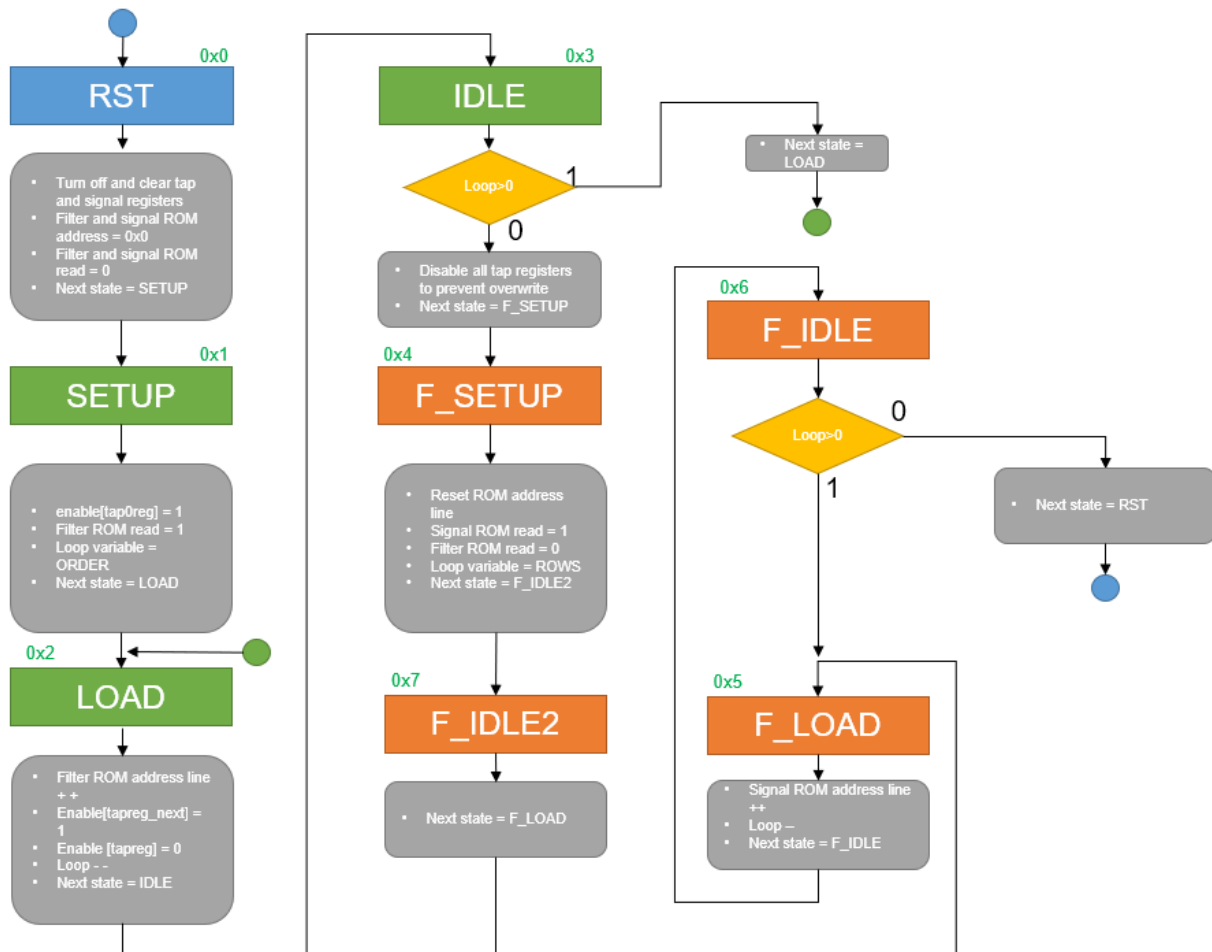 0x0
RST
• Turn off and clear tap
and signal registers
• Filter and signal ROM
address = 0x0
• Filter and signal ROM
read = 0
• Next state = SETUP
0x1
SETUP
• enable[tap0reg] = 1
• Filter ROM read = 1
• Loop variable =
ORDER
• Next state = LOAD
0x2
LOAD
• Filter ROM address line
+ +
• Enable[tapreg_next] =
1
• Enable [tapreg] = 0
• Loop - -
• Next state = IDLE
0x3
IDLE
Loop>0
1
0
• Next state =
LOAD
• Disable all tap registers
to prevent overwrite
• Next state = F_SETUP
0x4
F_SETUP
• Reset ROM address
line
• Signal ROM read = 1
• Filter ROM read = 0
• Loop variable = ROWS
• Next state = F_IDLE2
0x7
F_IDLE2
• Next state = F_LOAD
0x6
F_IDLE
Loop>0
0
1
• Next state = RST
0x5
F_LOAD
• Signal ROM address line
++
• Loop –
• Next state = F_IDLE